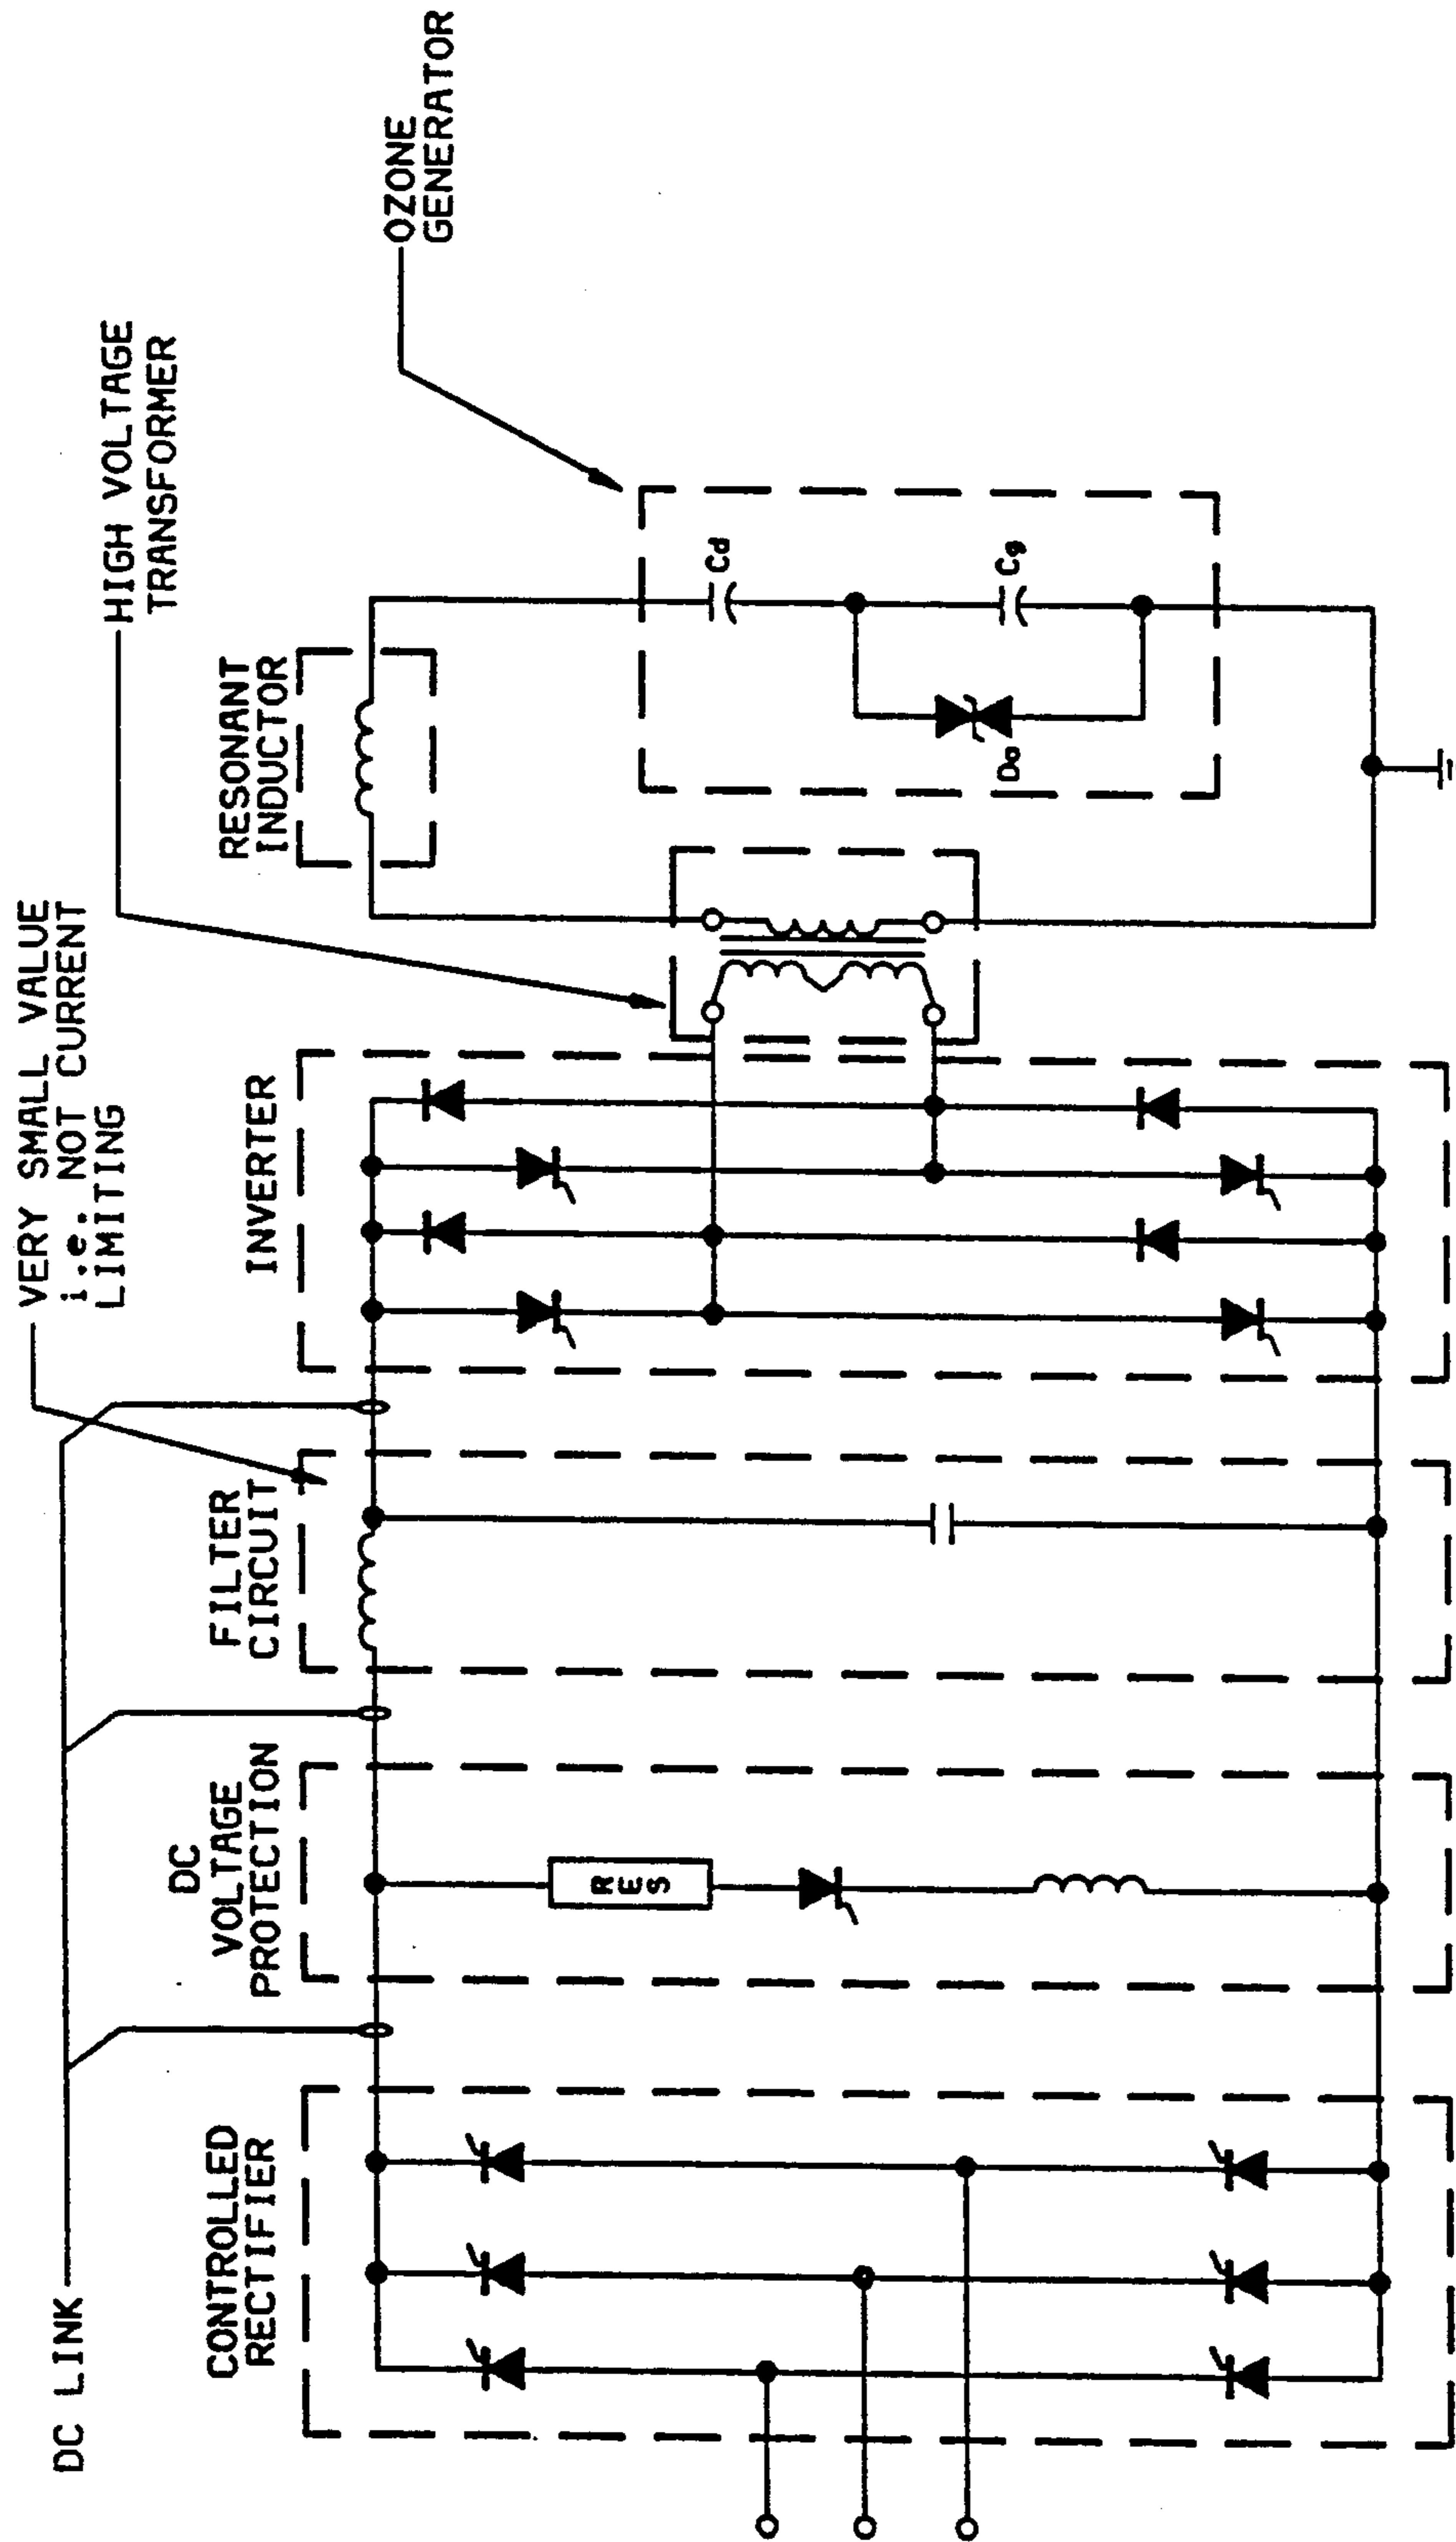 DC LINK
VERY SMALL VALUE
i.e. NOT CURRENT
LIMITING
HIGH VOLTAGE
TRANSFORMER
CONTROLLED
RECTIFIER
DC
VOLTAGE
PROTECTION
FILTER
CIRCUIT
INVERTER
RESONANT
INDUCTOR
OZONE
GENERATOR
RES
Cd
Cg
Da